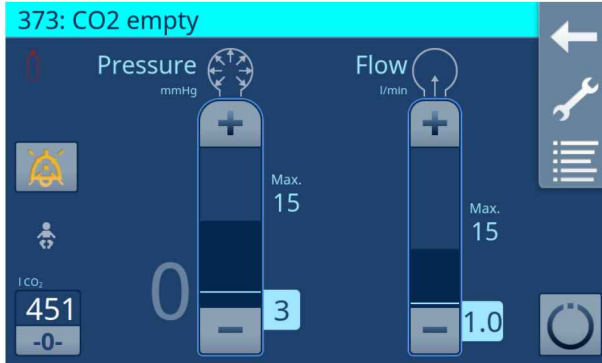 373: CO2 empty
Pressure
mmHg
Flow
l/min
+
+
Max.
15
Max.
15
0
3
1.0
−
−
l CO₂
451
-0-